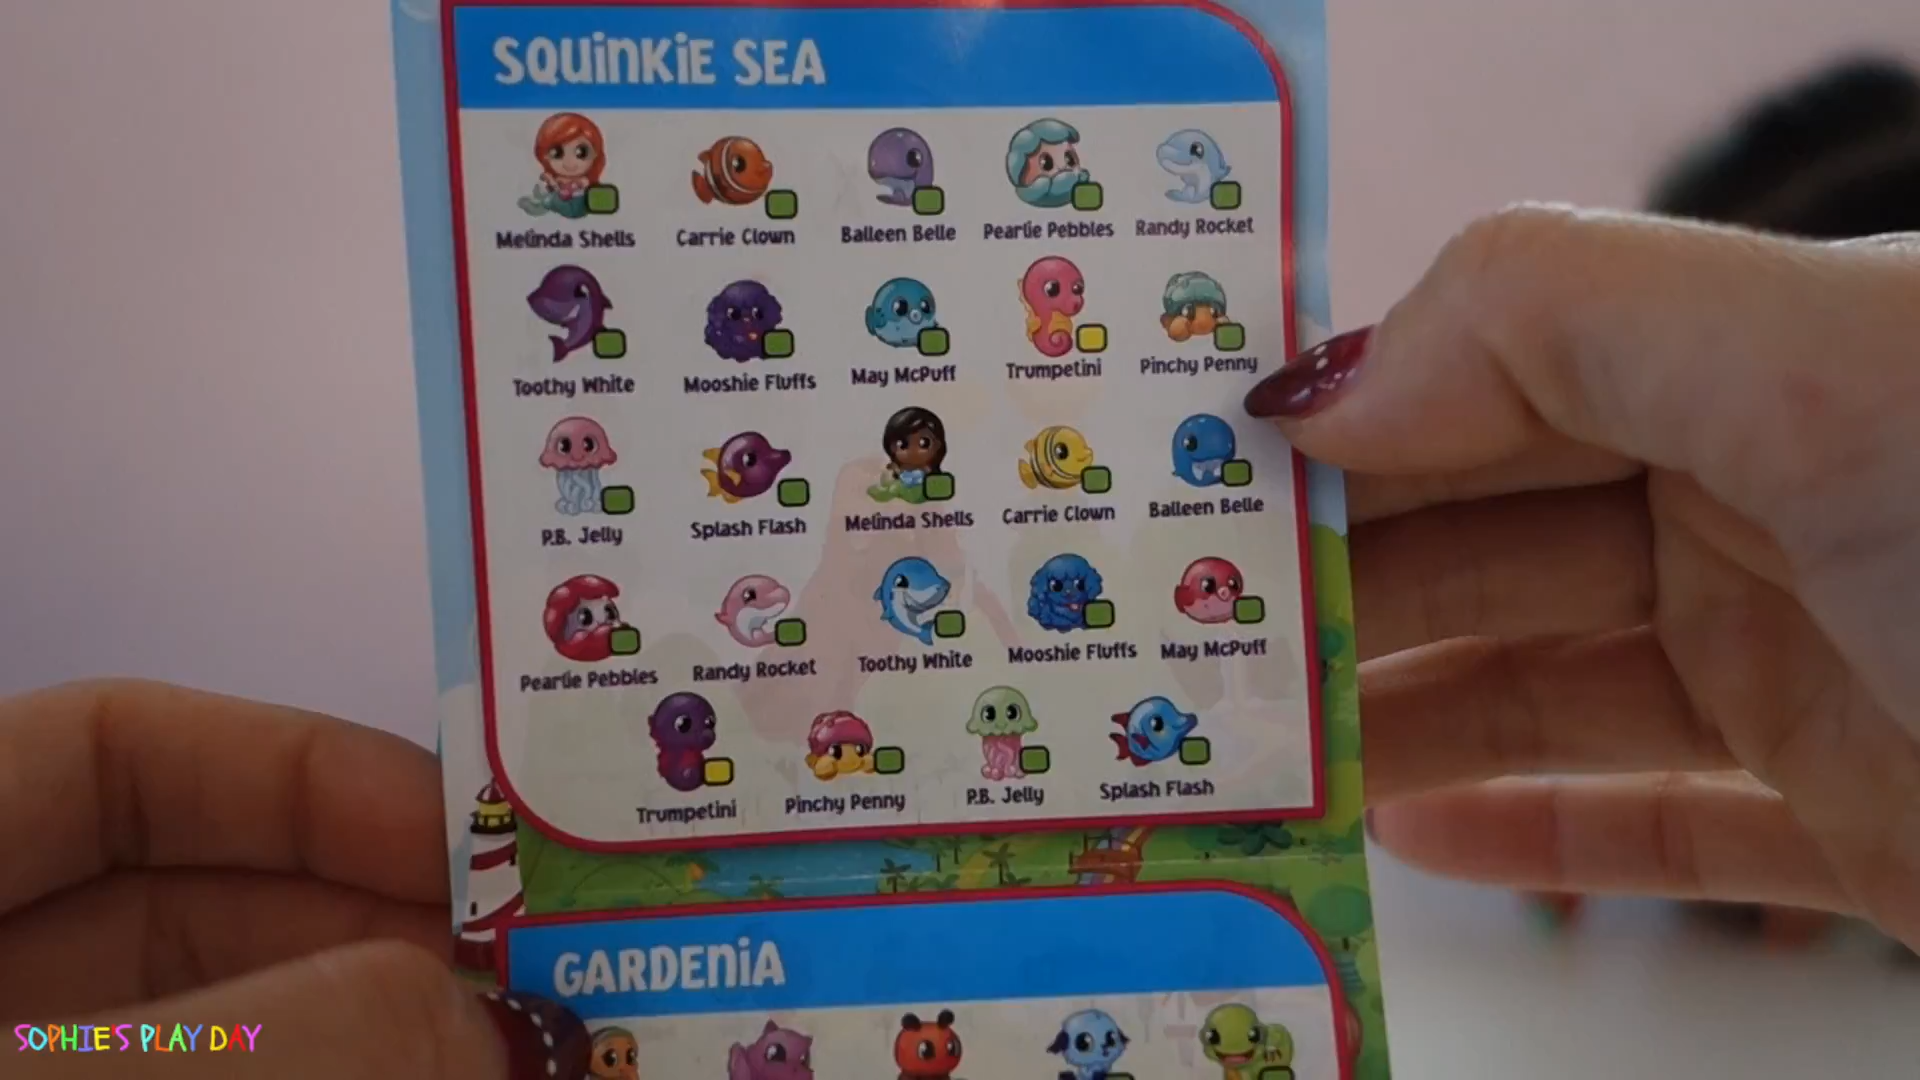 SQUINKIE SEA
Melinda Shells Carrie Clown Balleen Belle Pearlie Pebbles Randy Rocket
Toothy White Mooshie Fluffs May McPuff Trumpetini Pinchy Penny
P.B. Jelly Splash Flash Melinda Shells Carrie Clown Balleen Belle
Pearlie Pebbles Randy Rocket Toothy White Mooshie Fluffs May McPuff
Trumpetini Pinchy Penny P.B. Jelly Splash Flash
GARDENIA
SOPHIE'S PLAY DAY